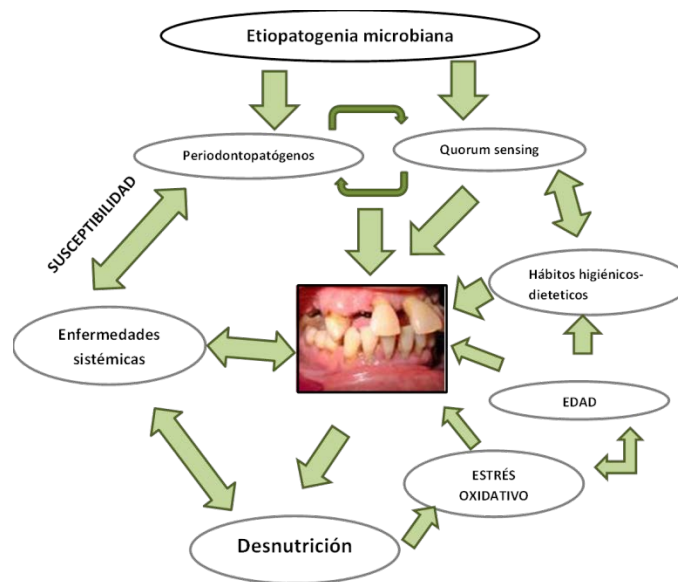 Etiopatogenia microbiana
Periodontopatógenos
Quorum sensing
SUSCEPTIBILIDAD
Hábitos higiénicos-
dieteticos
Enfermedades
sistémicas
EDAD
ESTRÉS
OXIDATIVO
Desnutrición